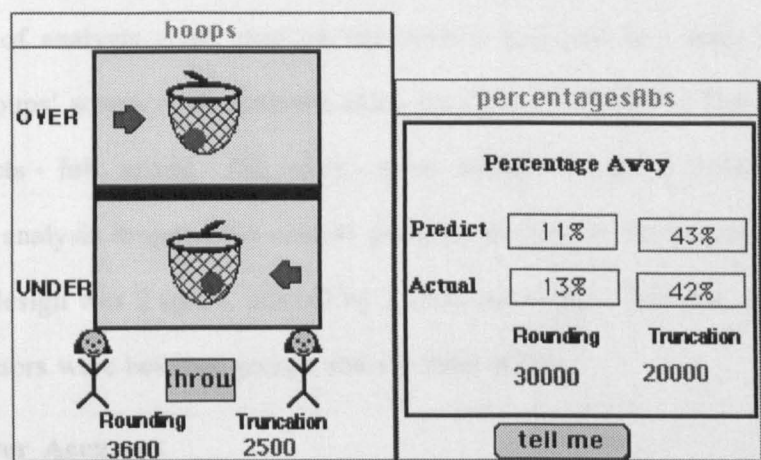 hoops
OVER
UNDER
throw
Rounding Truncation
3600 2500
percentagesAbs
Percentage Away
Predict 11% 43%
Actual 13% 42%
Rounding Truncation
30000 20000
tell me